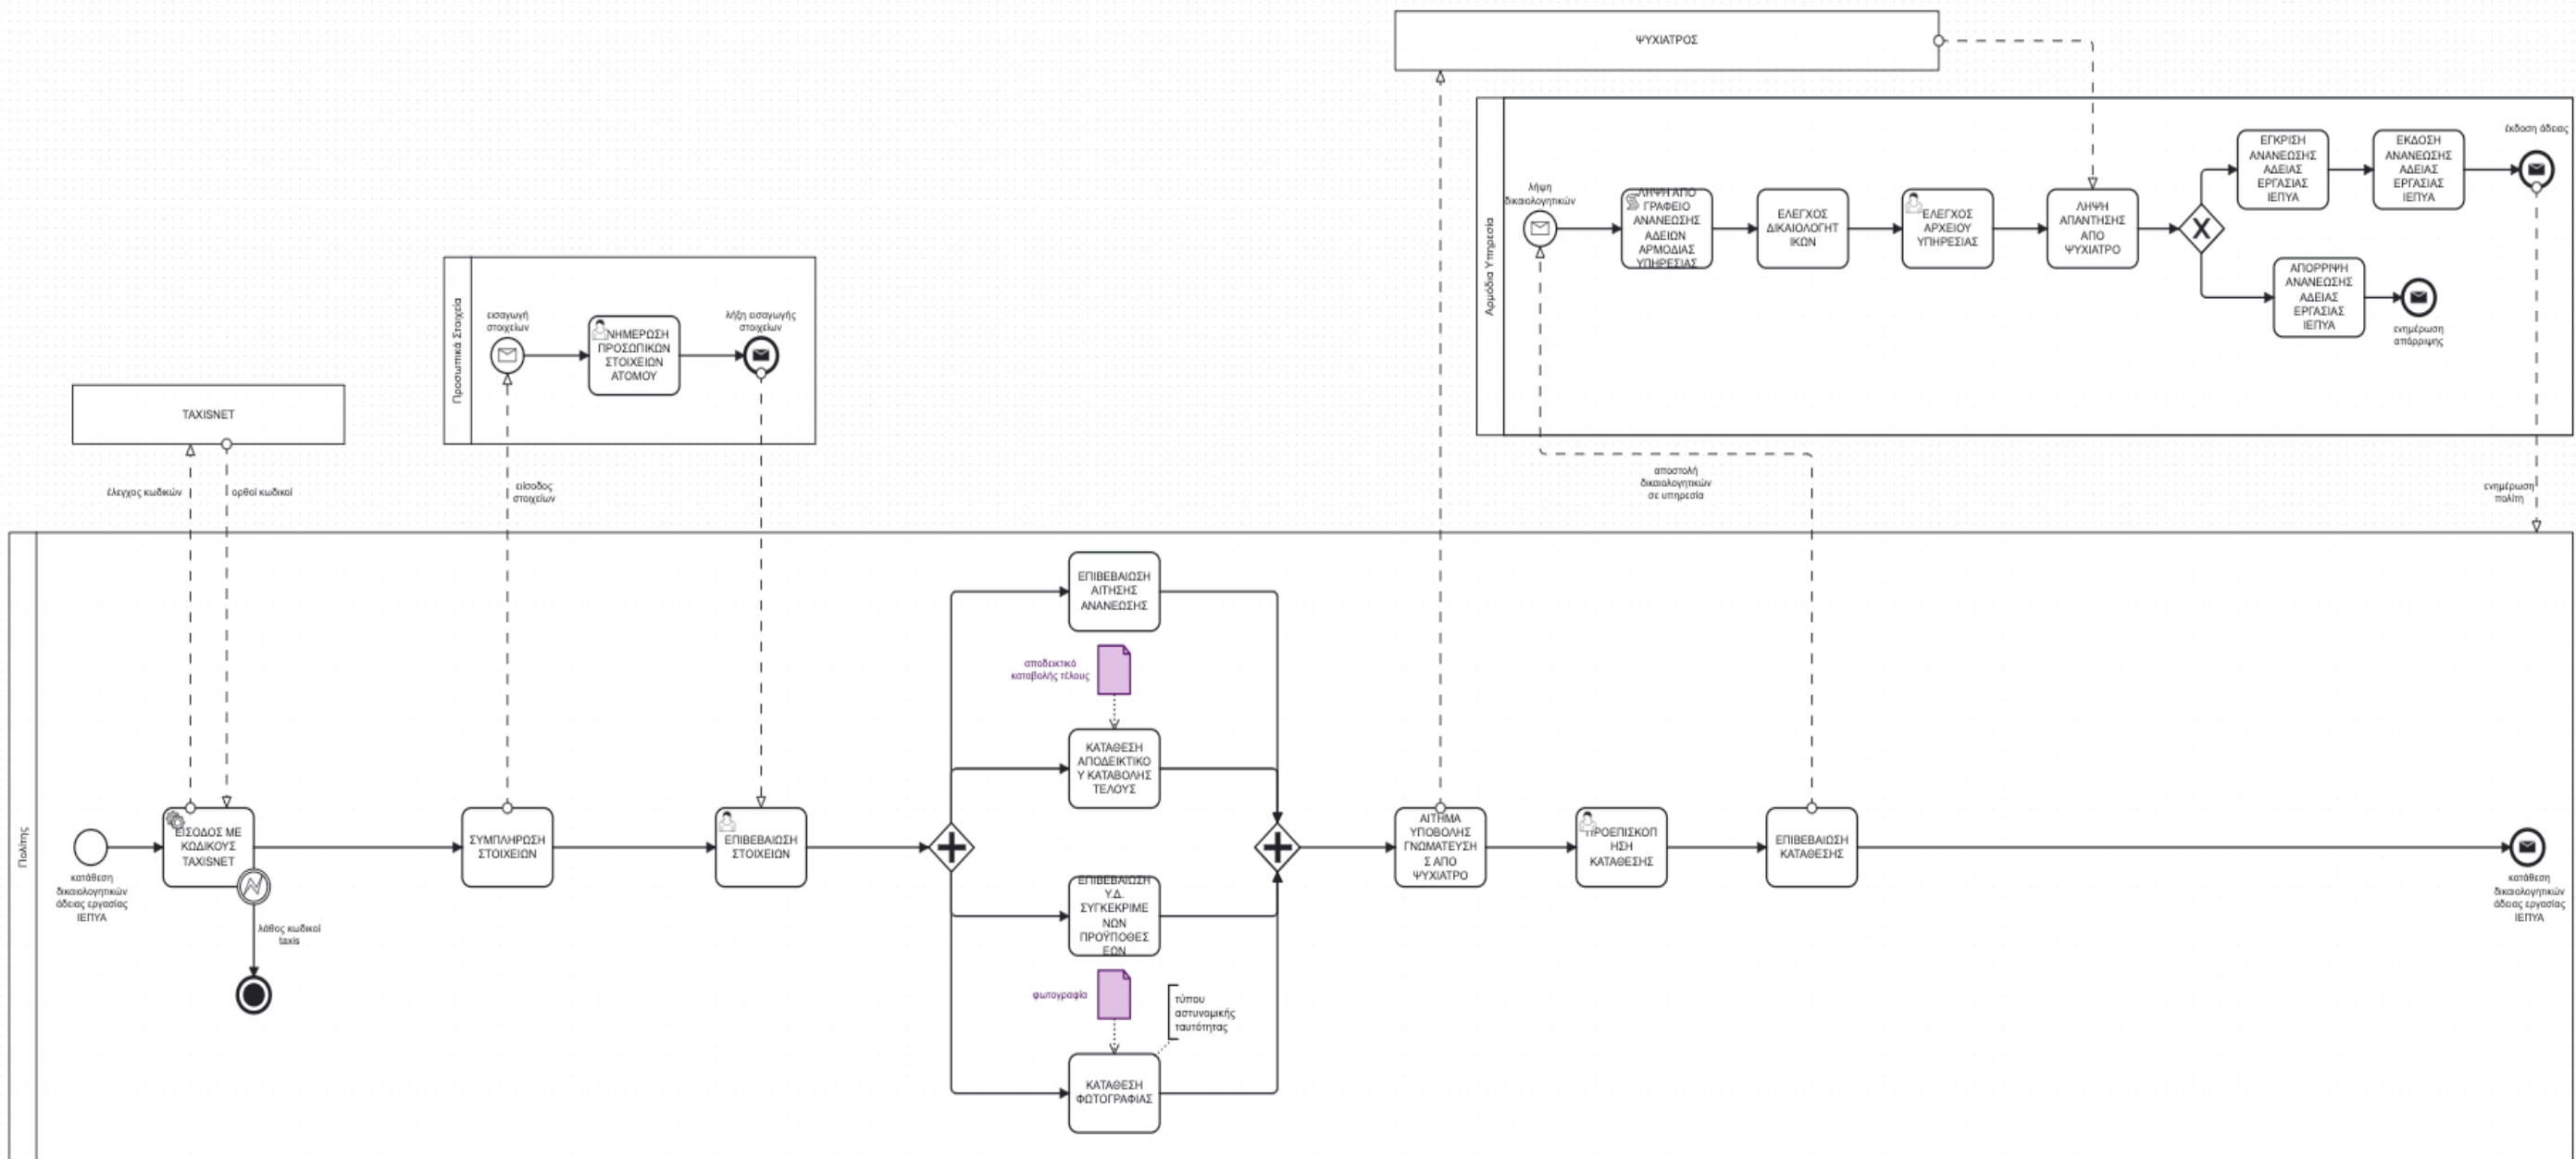 ΨΥΧΙΑΤΡΟΣ
Αρμόδια Υπηρεσία
λήψη
δικαιολογητικών
ΛΗΨΗ ΑΠΟ
ΓΡΑΦΕΙΟ
ΑΝΑΝΕΩΣΗΣ
ΑΔΕΙΩΝ
ΑΡΜΟΔΙΑΣ
ΥΠΗΡΕΣΙΑΣ
ΕΛΕΓΧΟΣ
ΔΙΚΑΙΟΛΟΓΗΤ
ΙΚΩΝ
ΕΛΕΓΧΟΣ
ΑΡΧΕΙΟΥ
ΥΠΗΡΕΣΙΑΣ
ΛΗΨΗ
ΑΠΑΝΤΗΣΗΣ
ΑΠΟ
ΨΥΧΙΑΤΡΟ
ΕΓΚΡΙΣΗ
ΑΝΑΝΕΩΣΗΣ
ΑΔΕΙΑΣ
ΕΡΓΑΣΙΑΣ
ΙΕΠΥΑ
ΕΚΔΟΣΗ
ΑΝΑΝΕΩΣΗΣ
ΑΔΕΙΑΣ
ΕΡΓΑΣΙΑΣ
ΙΕΠΥΑ
έκδοση άδειας
ΑΠΟΡΡΙΨΗ
ΑΝΑΝΕΩΣΗΣ
ΑΔΕΙΑΣ
ΕΡΓΑΣΙΑΣ
ΙΕΠΥΑ
ενημέρωση
απόρριψης
Προσωπικά Στοιχεία
εισαγωγή
στοιχείων
ΕΝΗΜΕΡΩΣΗ
ΠΡΟΣΩΠΙΚΩΝ
ΣΤΟΙΧΕΙΩΝ
ΑΤΟΜΟΥ
λήξη εισαγωγής
στοιχείων
TAXISNET
έλεγχος κωδικών
ορθοί κωδικοί
είσοδος
στοιχείων
αποστολή
δικαιολογητικών
σε υπηρεσία
ενημέρωση
πολίτη
Πολίτης
κατάθεση
δικαιολογητικών
άδειας εργασίας
ΙΕΠΥΑ
ΕΙΣΟΔΟΣ ΜΕ
ΚΩΔΙΚΟΥΣ
TAXISNET
λάθος κωδικοί
taxis
ΣΥΜΠΛΗΡΩΣΗ
ΣΤΟΙΧΕΙΩΝ
ΕΠΙΒΕΒΑΙΩΣΗ
ΣΤΟΙΧΕΙΩΝ
ΕΠΙΒΕΒΑΙΩΣΗ
ΑΙΤΗΣΗΣ
ΑΝΑΝΕΩΣΗΣ
αποδεικτικό
καταβολής τέλους
ΚΑΤΑΘΕΣΗ
ΑΠΟΔΕΙΚΤΙΚΟ
Υ ΚΑΤΑΒΟΛΗΣ
ΤΕΛΟΥΣ
ΕΠΙΒΕΒΑΙΩΣΗ
Υ.Δ.
ΣΥΓΚΕΚΡΙΜΕ
ΝΩΝ
ΠΡΟΫΠΟΘΕΣ
ΕΩΝ
φωτογραφία
τύπου
αστυνομικής
ταυτότητας
ΚΑΤΑΘΕΣΗ
ΦΩΤΟΓΡΑΦΙΑΣ
ΑΙΤΗΜΑ
ΥΠΟΒΟΛΗΣ
ΓΝΩΜΑΤΕΥΣΗ
Σ ΑΠΟ
ΨΥΧΙΑΤΡΟ
ΠΡΟΕΠΙΣΚΟΠ
ΗΣΗ
ΚΑΤΑΘΕΣΗΣ
ΕΠΙΒΕΒΑΙΩΣΗ
ΚΑΤΑΘΕΣΗΣ
κατάθεση
δικαιολογητικών
άδειας εργασίας
ΙΕΠΥΑ